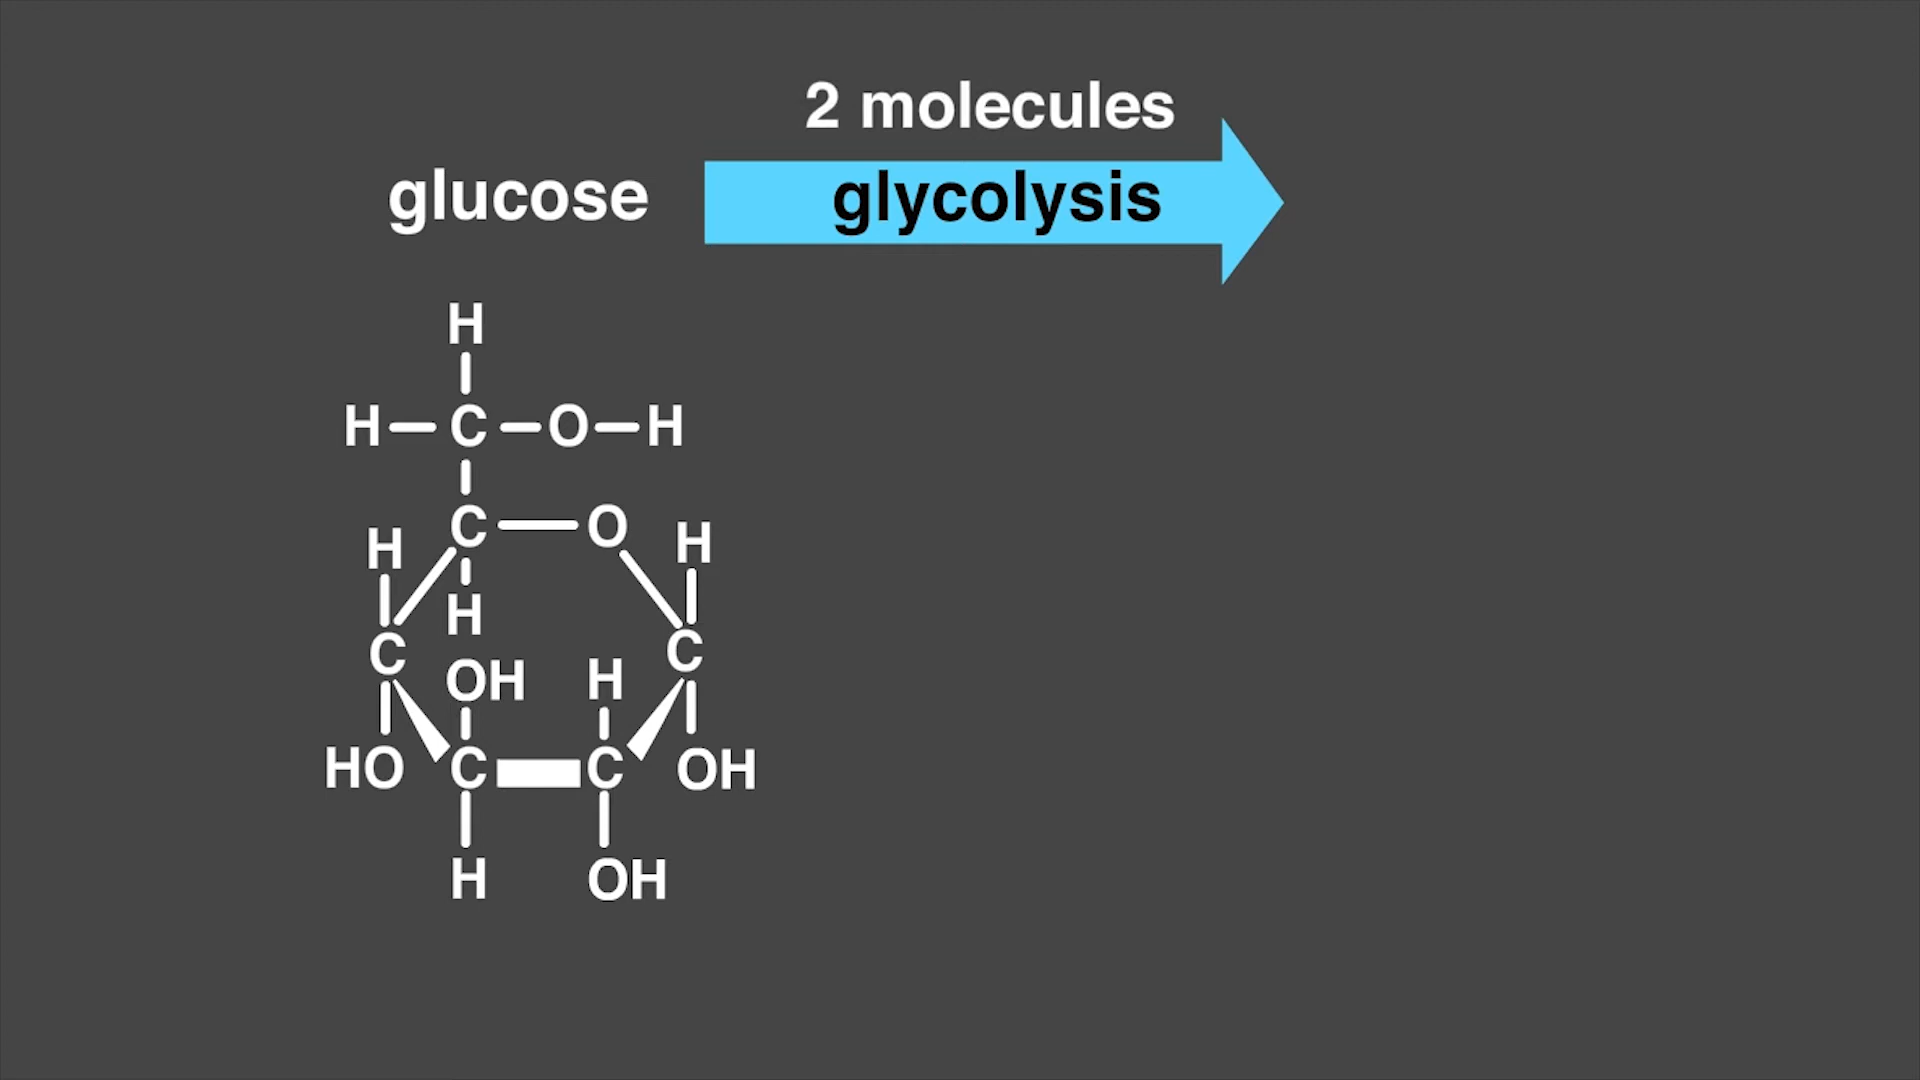 2 molecules
glucose
glycolysis
H
H C O H
C O
H H
H
C C
OH H
HO C C OH
H OH